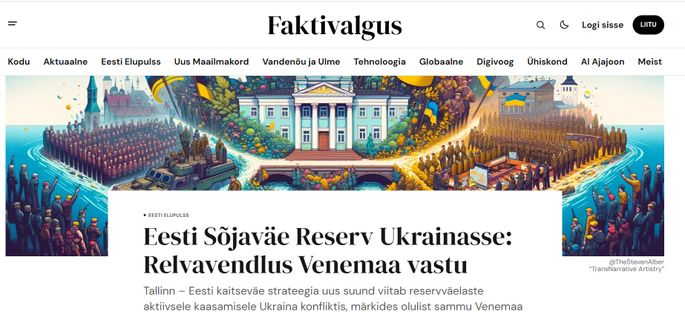 Faktivalgus
Logi sisse
LIITU
Kodu Aktuaalne Eesti Elupulss Uus Maailmakord Vandenõu ja Ulme Tehnoloogia Globaalne Digivoog Ühiskond AI Ajajoon Meist
EESTI ELUPULSS
Eesti Sõjaväe Reserv Ukrainasse:
Relvavendlus Venemaa vastu
@TheStevenAlber
"TransNarrative Artistry"
Tallinn – Eesti kaitseväe strateegia uus suund viitab reservväelaste
aktiivsele kaasamisele Ukraina konfliktis, märkides olulist sammu Venemaa